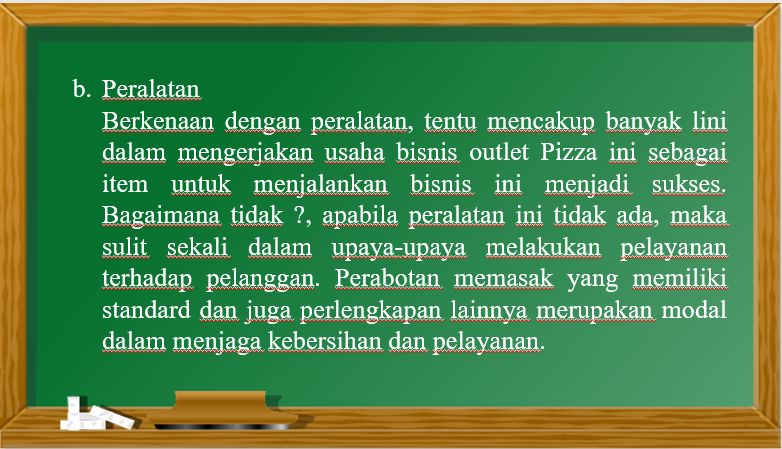 b. Peralatan
Berkenaan dengan peralatan, tentu mencakup banyak lini
dalam mengerjakan usaha bisnis outlet Pizza ini sebagai
item untuk menjalankan bisnis ini menjadi sukses.
Bagaimana tidak ?, apabila peralatan ini tidak ada, maka
sulit sekali dalam upaya-upaya melakukan pelayanan
terhadap pelanggan. Perabotan memasak yang memiliki
standard dan juga perlengkapan lainnya merupakan modal
dalam menjaga kebersihan dan pelayanan.